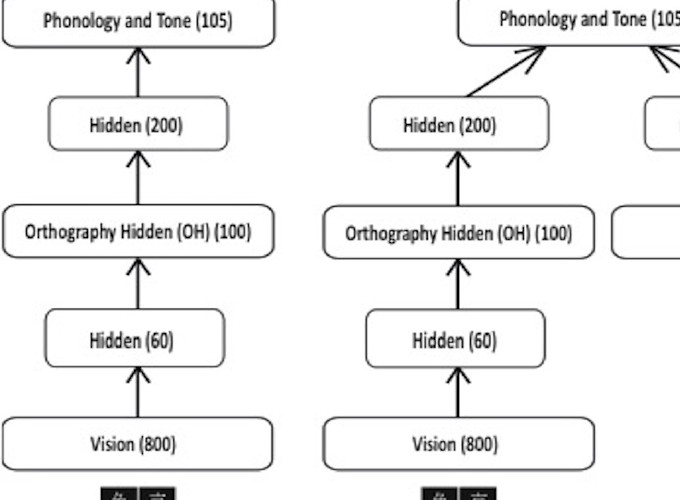 Phonology and Tone (105)
Hidden (200)
Orthography Hidden (OH) (100)
Hidden (60)
Vision (800)
Phonology and Tone (105
Hidden (200)
Orthography Hidden (OH) (100)
Hidden (60)
Vision (800)